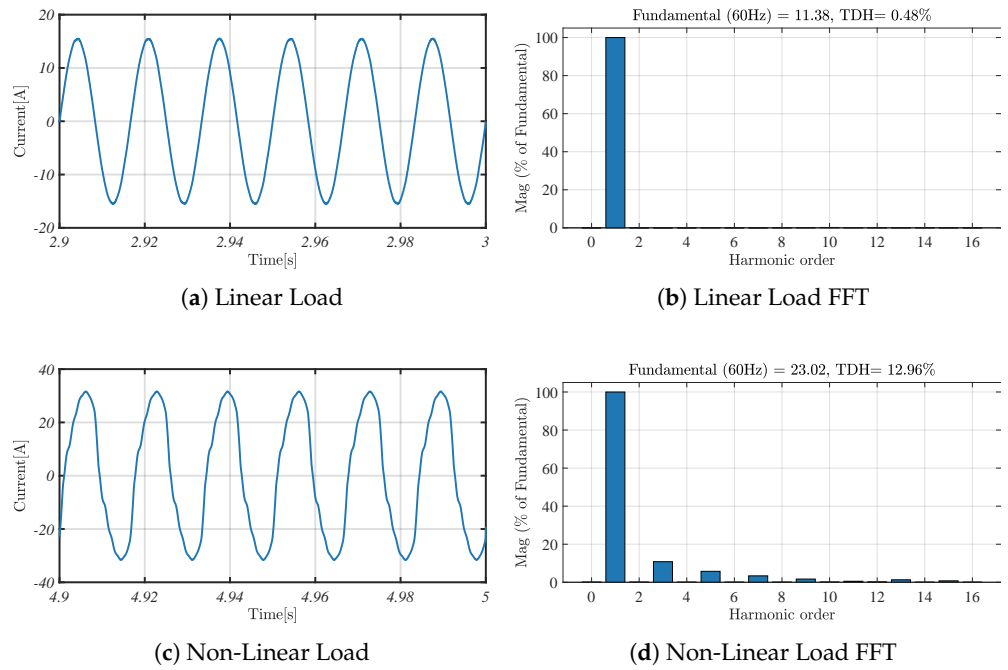 20
10
0
-10
-20
Current[A]
2.9 2.92 2.94 2.96 2.98 3
Time[s]
(a) Linear Load
Fundamental (60Hz) = 11.38, TDH= 0.48%
100
80
60
40
20
0
Mag (% of Fundamental)
0 2 4 6 8 10 12 14 16
Harmonic order
(b) Linear Load FFT
40
20
0
-20
-40
Current[A]
4.9 4.92 4.94 4.96 4.98 5
Time[s]
(c) Non-Linear Load
Fundamental (60Hz) = 23.02, TDH= 12.96%
100
80
60
40
20
0
Mag (% of Fundamental)
0 2 4 6 8 10 12 14 16
Harmonic order
(d) Non-Linear Load FFT